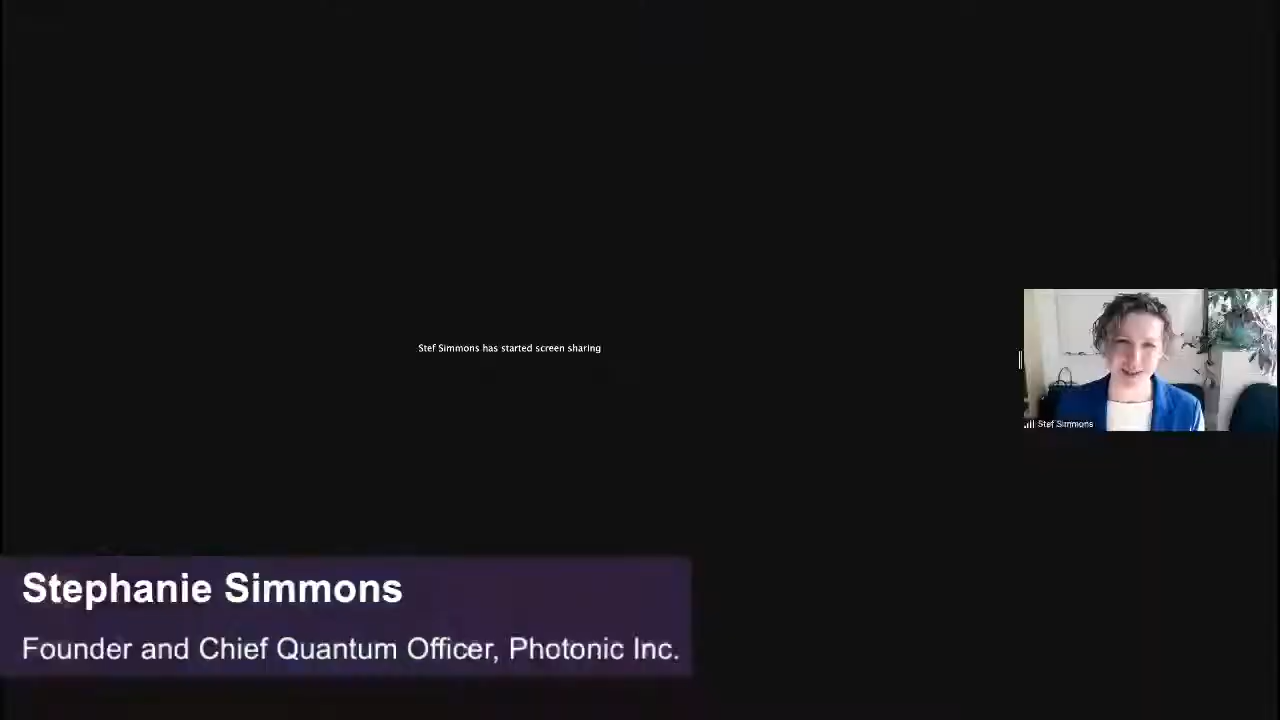 Stef Simmons has started screen sharing
Stef Simmons
Stephanie Simmons
Founder and Chief Quantum Officer, Photonic Inc.